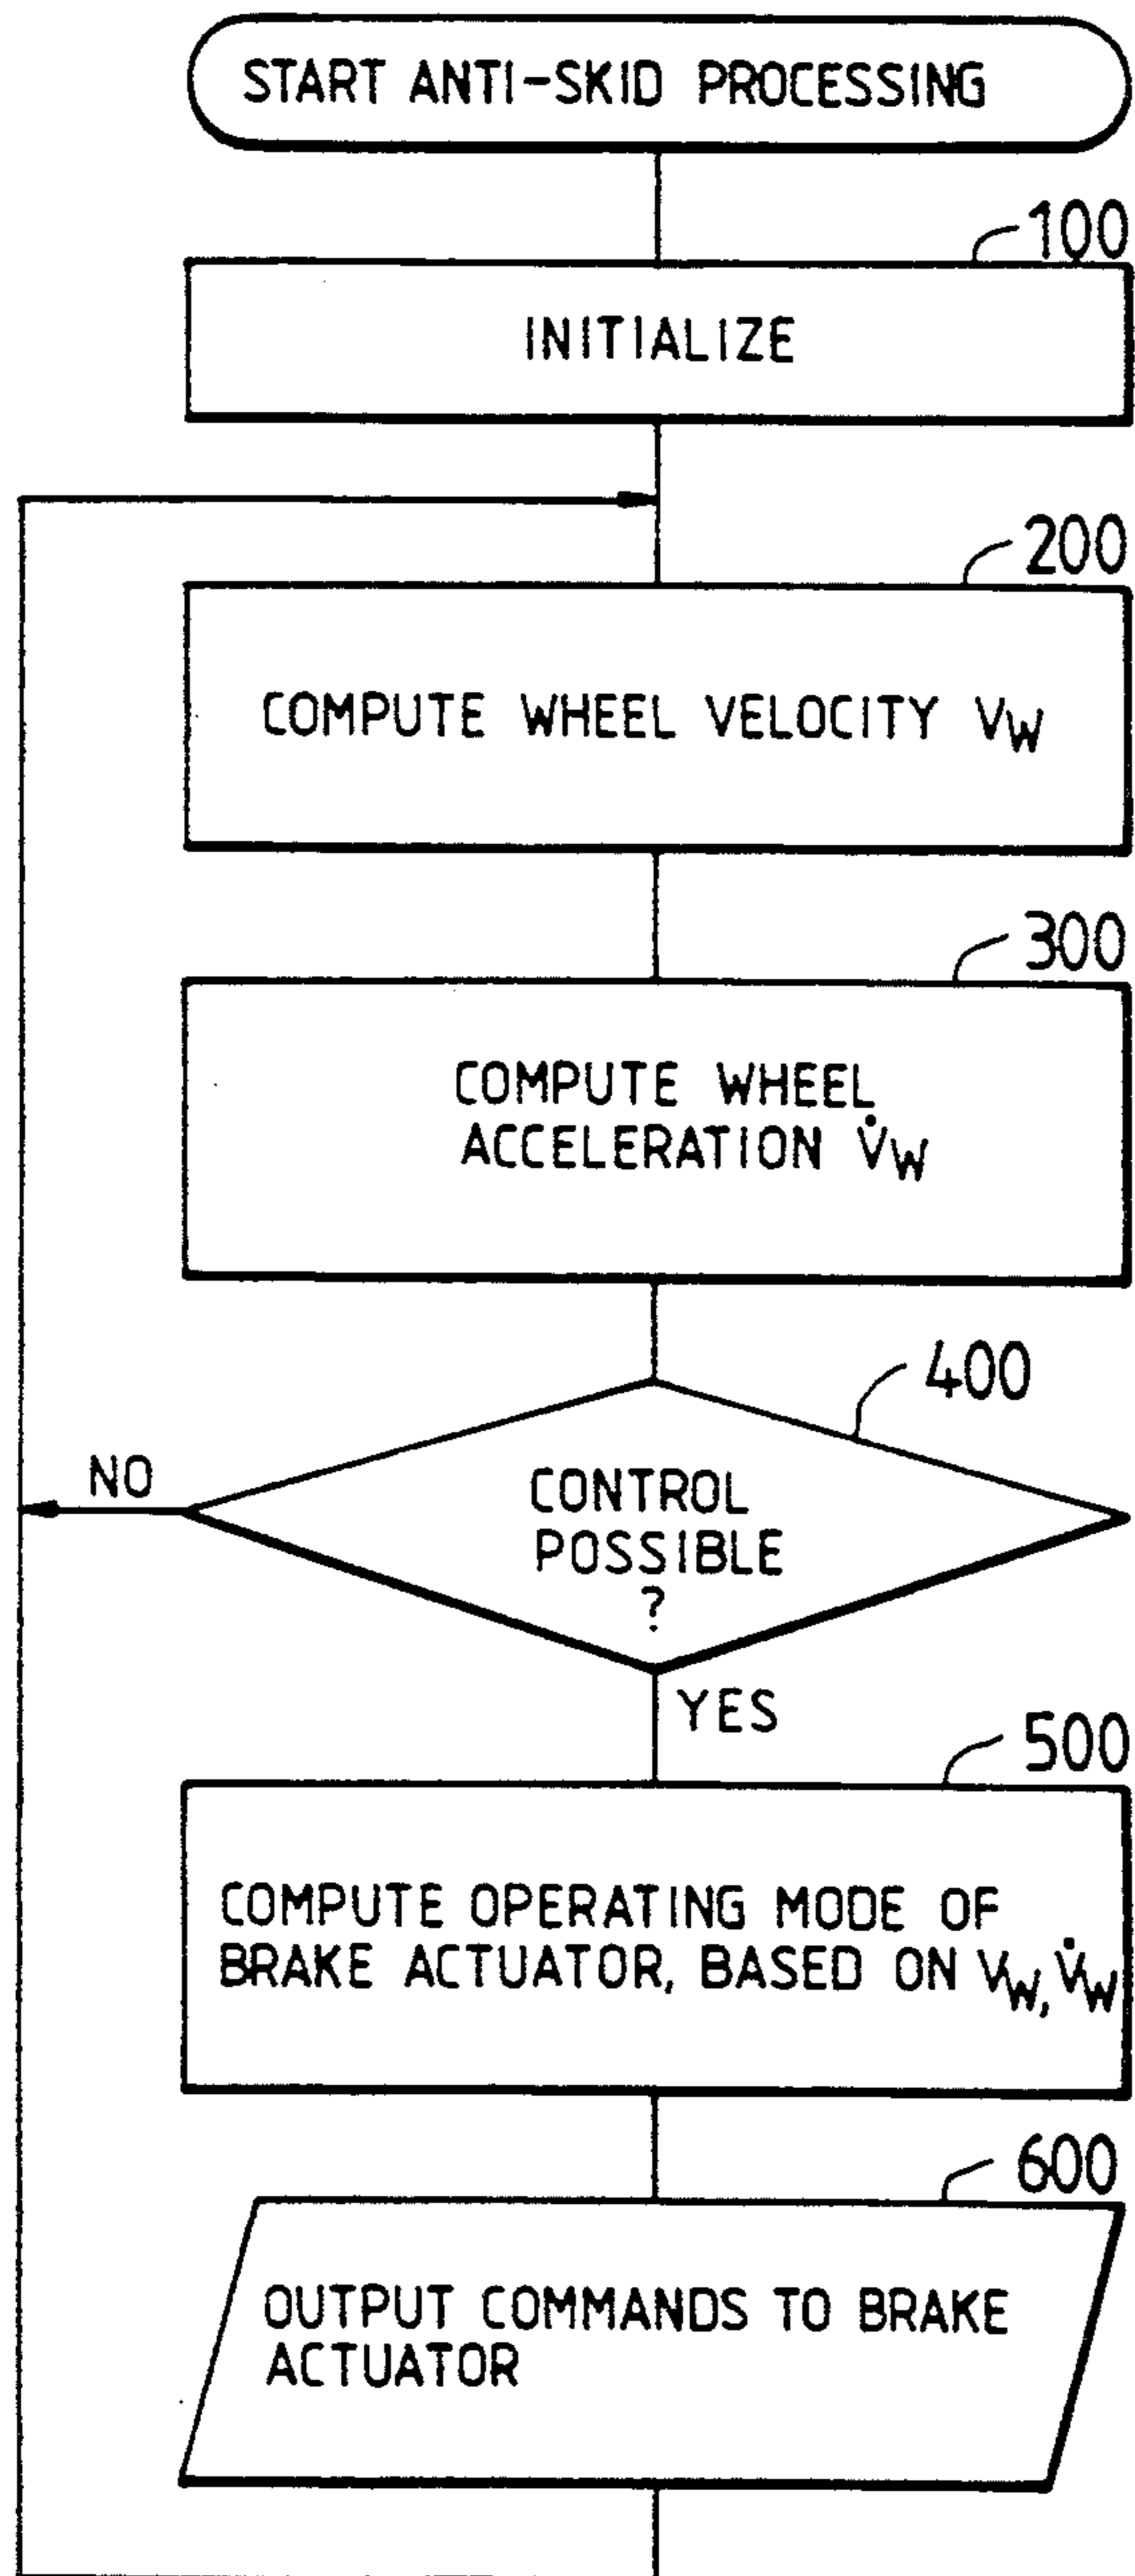 START ANTI-SKID PROCESSING
100
INITIALIZE
200
COMPUTE WHEEL VELOCITY VW
300
COMPUTE WHEEL
ACCELERATION V̇W
400
NO
CONTROL
POSSIBLE
?
YES
500
COMPUTE OPERATING MODE OF
BRAKE ACTUATOR, BASED ON VW, V̇W
600
OUTPUT COMMANDS TO BRAKE
ACTUATOR